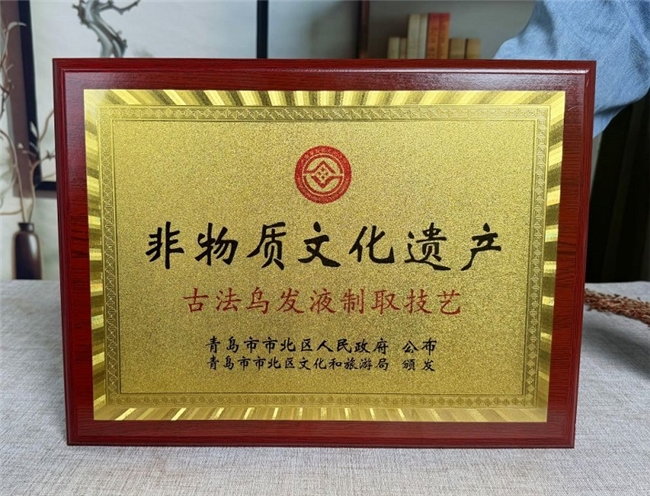 非物质文化遗产
古法乌发液制取技艺
青岛市市北区人民政府 公布
青岛市市北区文化和旅游局 颁发